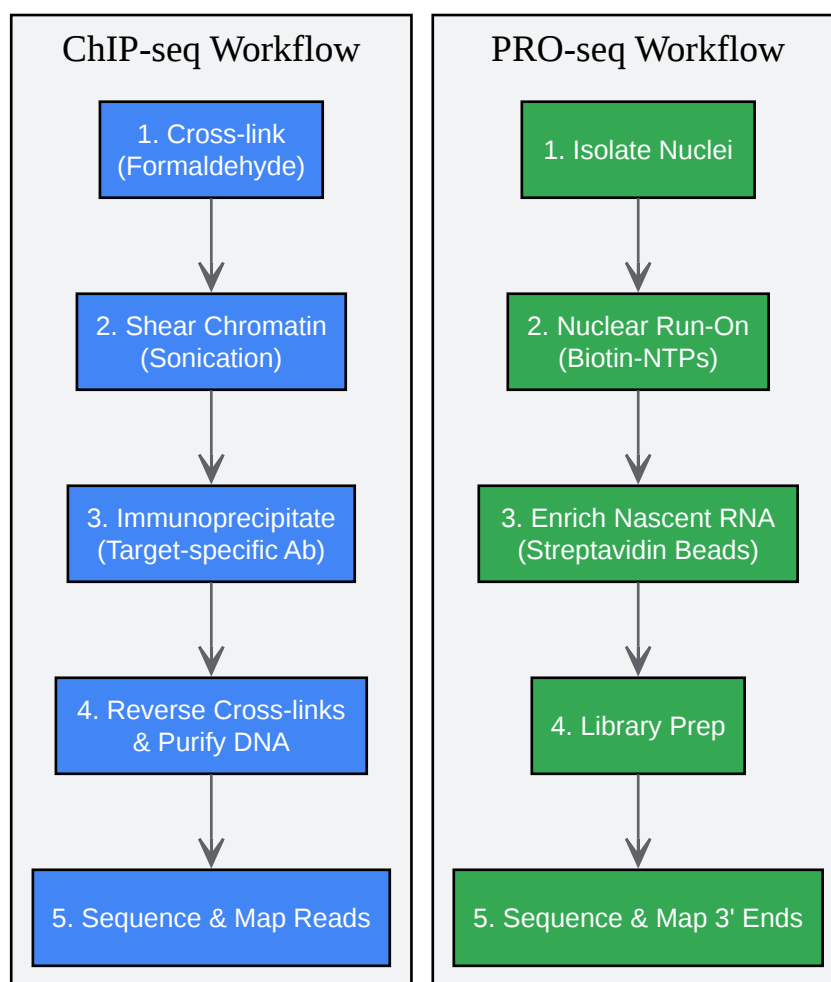 ChIP-seq Workflow
1. Cross-link
(Formaldehyde)
2. Shear Chromatin
(Sonication)
3. Immunoprecipitate
(Target-specific Ab)
4. Reverse Cross-links
& Purify DNA
5. Sequence & Map Reads
PRO-seq Workflow
1. Isolate Nuclei
2. Nuclear Run-On
(Biotin-NTPs)
3. Enrich Nascent RNA
(Streptavidin Beads)
4. Library Prep
5. Sequence & Map 3' Ends